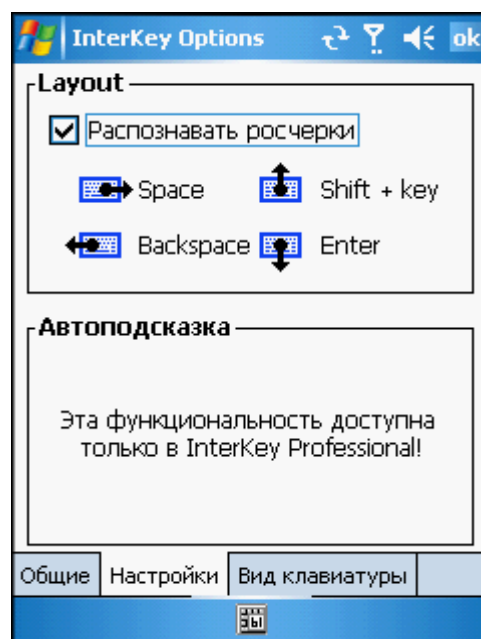 InterKey Options
ok
Layout
Распознавать росчерки
Space
Shift + key
Backspace
Enter
Автоподсказка
Эта функциональность доступна
только в InterKey Professional!
Общие
Настройки
Вид клавиатуры
ЗЫ